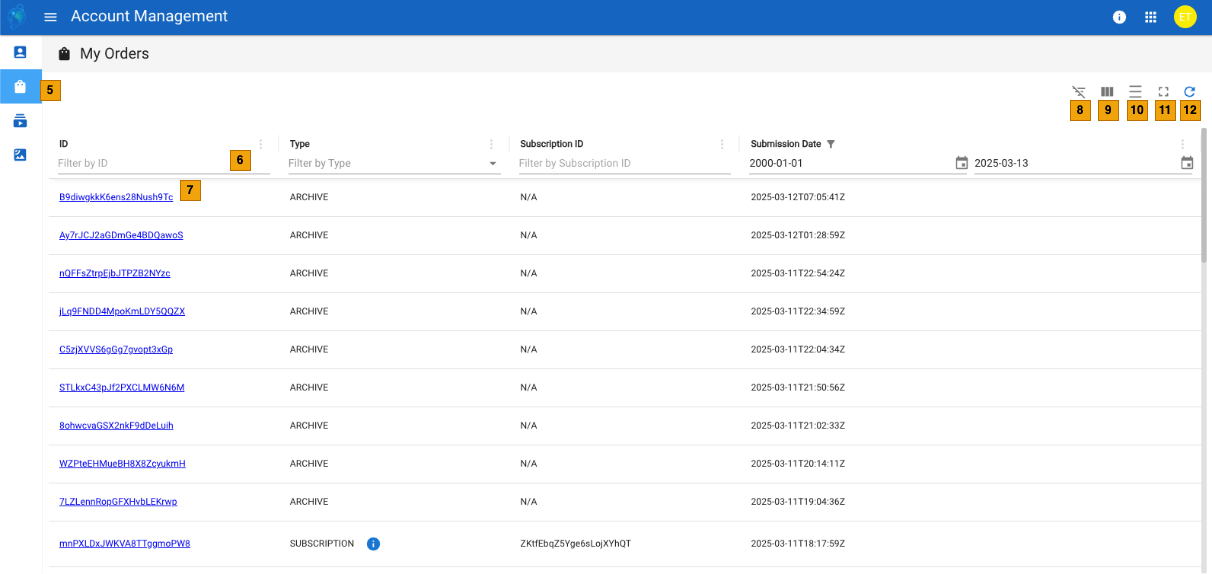 Account Management
ET
My Orders
5
8 9 10 11 12
ID Type Subscription ID Submission Date
Filter by ID 6 Filter by Type Filter by Subscription ID 2000-01-01 2025-03-13
B9diwgkkK6ens28Nush9Tc 7 ARCHIVE N/A 2025-03-12T07:05:41Z
Ay7rJCJ2aGDmGe4BDQawoS ARCHIVE N/A 2025-03-12T01:28:59Z
nQFFsZtrpEjbJTPZB2NYzc ARCHIVE N/A 2025-03-11T22:54:24Z
jLq9FNDD4MpoKmLDY5QQZX ARCHIVE N/A 2025-03-11T22:34:59Z
C5zjXVVS6gGg7gvopt3xGp ARCHIVE N/A 2025-03-11T22:04:34Z
STLkxC43pJf2PXCLMW6N6M ARCHIVE N/A 2025-03-11T21:50:56Z
8ohwcvaGSX2nkF9dDeLuih ARCHIVE N/A 2025-03-11T21:02:33Z
WZPteEHMueBH8X8ZcyukmH ARCHIVE N/A 2025-03-11T20:14:11Z
7LZLennRopGFXHvbLEKrwp ARCHIVE N/A 2025-03-11T19:04:36Z
mnPXLDxJWKVA8TTggmoPW8 SUBSCRIPTION ZKtfEbqZ5Yge6sLojXYhQT 2025-03-11T18:17:59Z